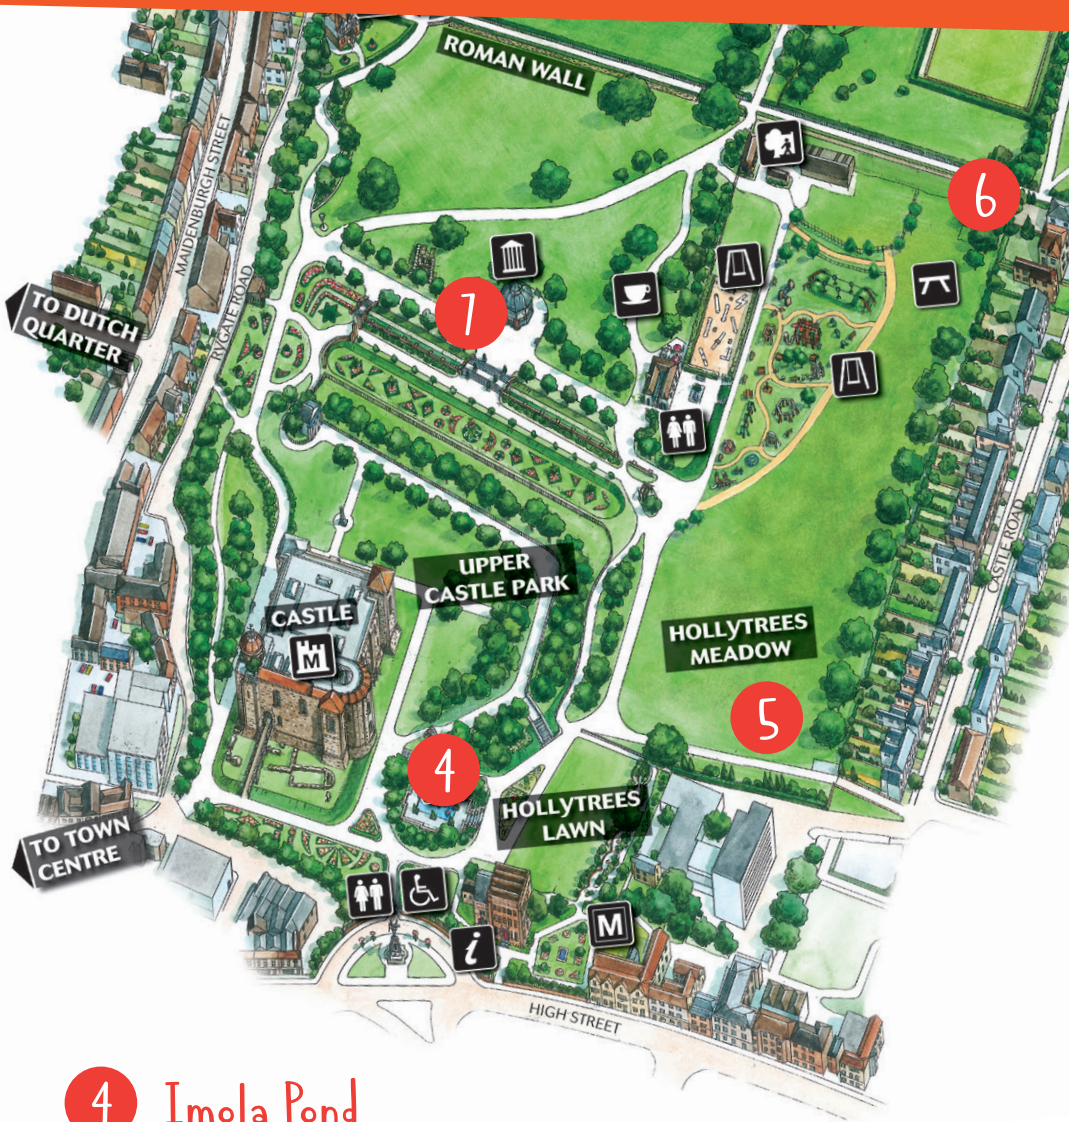 ROMAN WALL
MAIDENBURGH STREET
6
7
TO DUTCH
QUARTER
RYGATE ROAD
CASTLE ROAD
UPPER
CASTLE PARK
CASTLE
M
HOLLYTREES
MEADOW
5
4
HOLLYTREES
LAWN
TO TOWN
CENTRE
i
M
HIGH STREET
4 Imola Pond